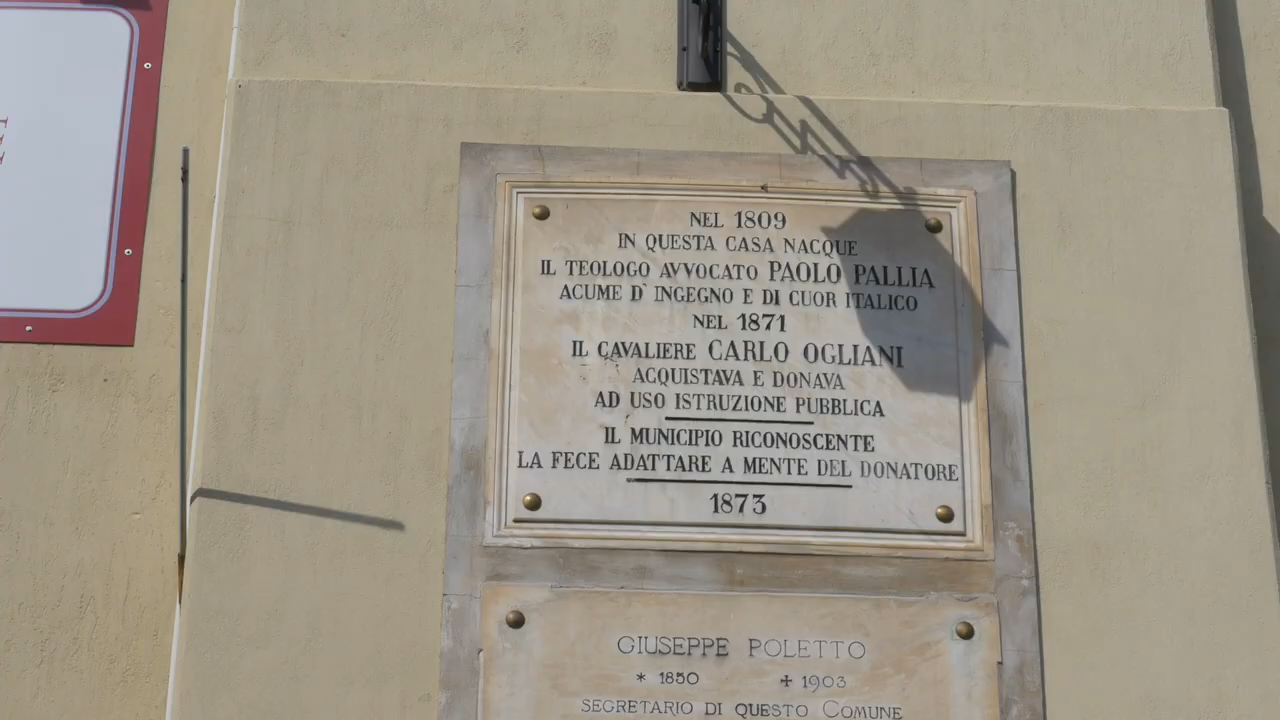 NEL 1809
IN QUESTA CASA NACQUE
IL TEOLOGO AVVOCATO PAOLO PALLIA
ACUME D' INGEGNO E DI CUOR ITALICO
NEL 1871
IL CAVALIERE CARLO OGLIANI
ACQUISTAVA E DONAVA
AD USO ISTRUZIONE PUBBLICA
IL MUNICIPIO RICONOSCENTE
LA FECE ADATTARE A MENTE DEL DONATORE
1873
GIUSEPPE POLETTO
* 1850 ✝ 1903
SEGRETARIO DI QUESTO COMUNE